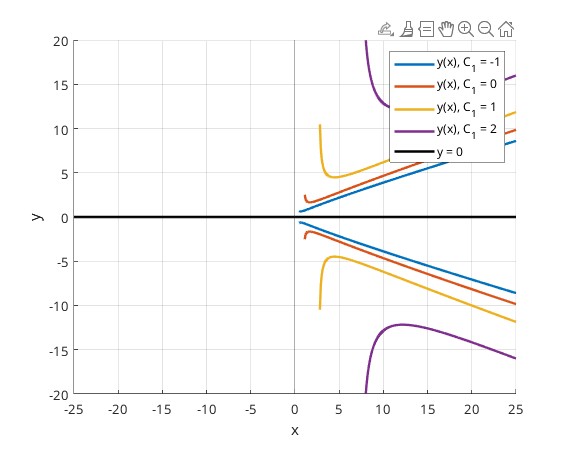 20
15
10
5
0
-5
-10
-15
-20
y
y(x), C1 = -1
y(x), C1 = 0
y(x), C1 = 1
y(x), C1 = 2
y = 0
-25 -20 -15 -10 -5 0 5 10 15 20 25
x